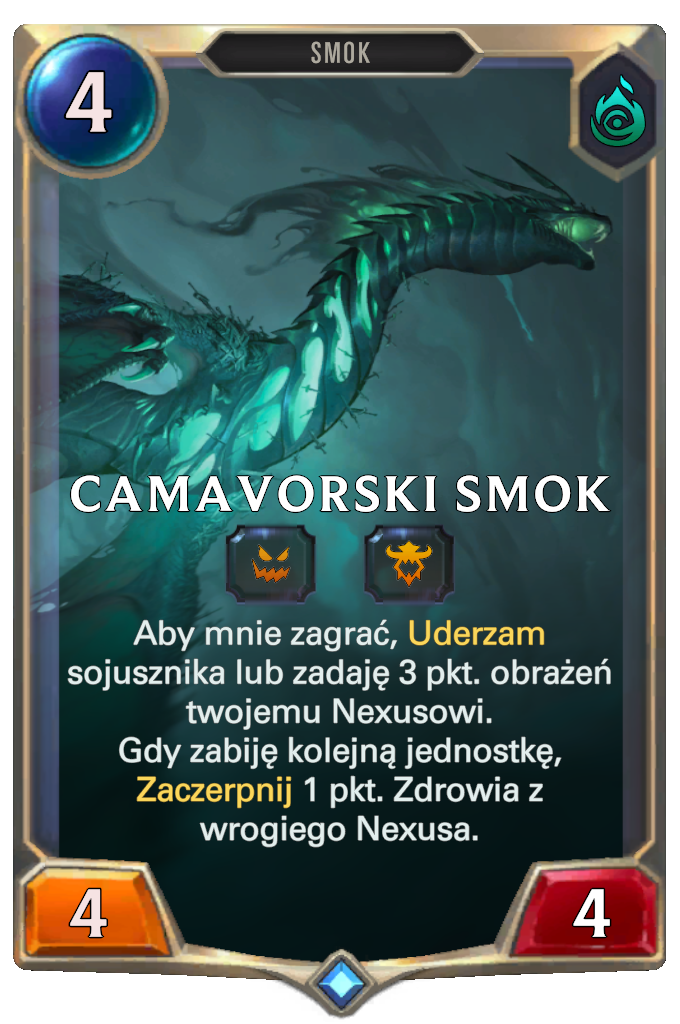 4
SMOK
CAMAVORSKI SMOK
Aby mnie zagrać, Uderzam
sojusznika lub zadaję 3 pkt. obrażeń
twojemu Nexusowi.
Gdy zabiję kolejną jednostkę,
Zaczerpnij 1 pkt. Zdrowia z
wrogiego Nexusa.
4
4